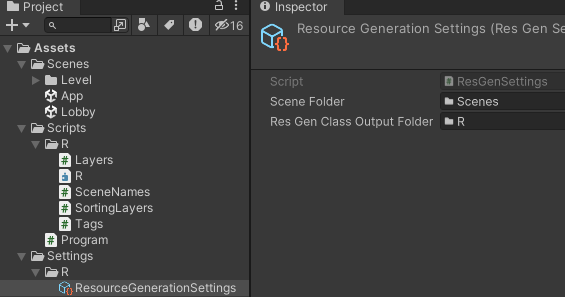 Project
16
Assets
Scenes
Level
App
Lobby
Scripts
R
Layers
R
SceneNames
SortingLayers
Tags
Program
Settings
R
ResourceGenerationSettings
Inspector
Resource Generation Settings (Res Gen Se
Script ResGenSettings
Scene Folder Scenes
Res Gen Class Output Folder R